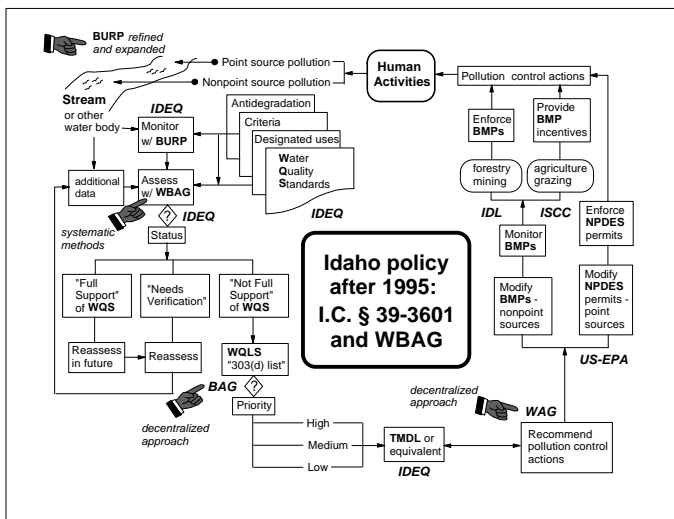 BURP refined
and expanded
Point source pollution
Nonpoint source pollution
Human
Activities
Pollution control actions
Stream
or other
water body
IDEQ
Monitor
w/ BURP
Antidegradation
Criteria
Designated uses
Water
Quality
Standards
IDEQ
Enforce
BMPs
Provide
BMP
incentives
additional
data
Assess
w/ WBAG
?
IDEQ
systematic
methods
Status
forestry
mining
agriculture
grazing
IDL
ISCC
Monitor
BMPs
Enforce
NPDES
permits
"Full
Support"
of WQS
"Needs
Verification"
"Not Full
Support"
of WQS
Idaho policy
after 1995:
I.C. § 39-3601
and WBAG
Modify
BMPs -
nonpoint
sources
Modify
NPDES
permits -
point
sources
US-EPA
Reassess
in future
Reassess
WQLS
"303(d) list"
BAG
?
decentralized
approach
Priority
High
Medium
Low
TMDL or
equivalent
IDEQ
decentralized
approach
WAG
Recommend
pollution control
actions